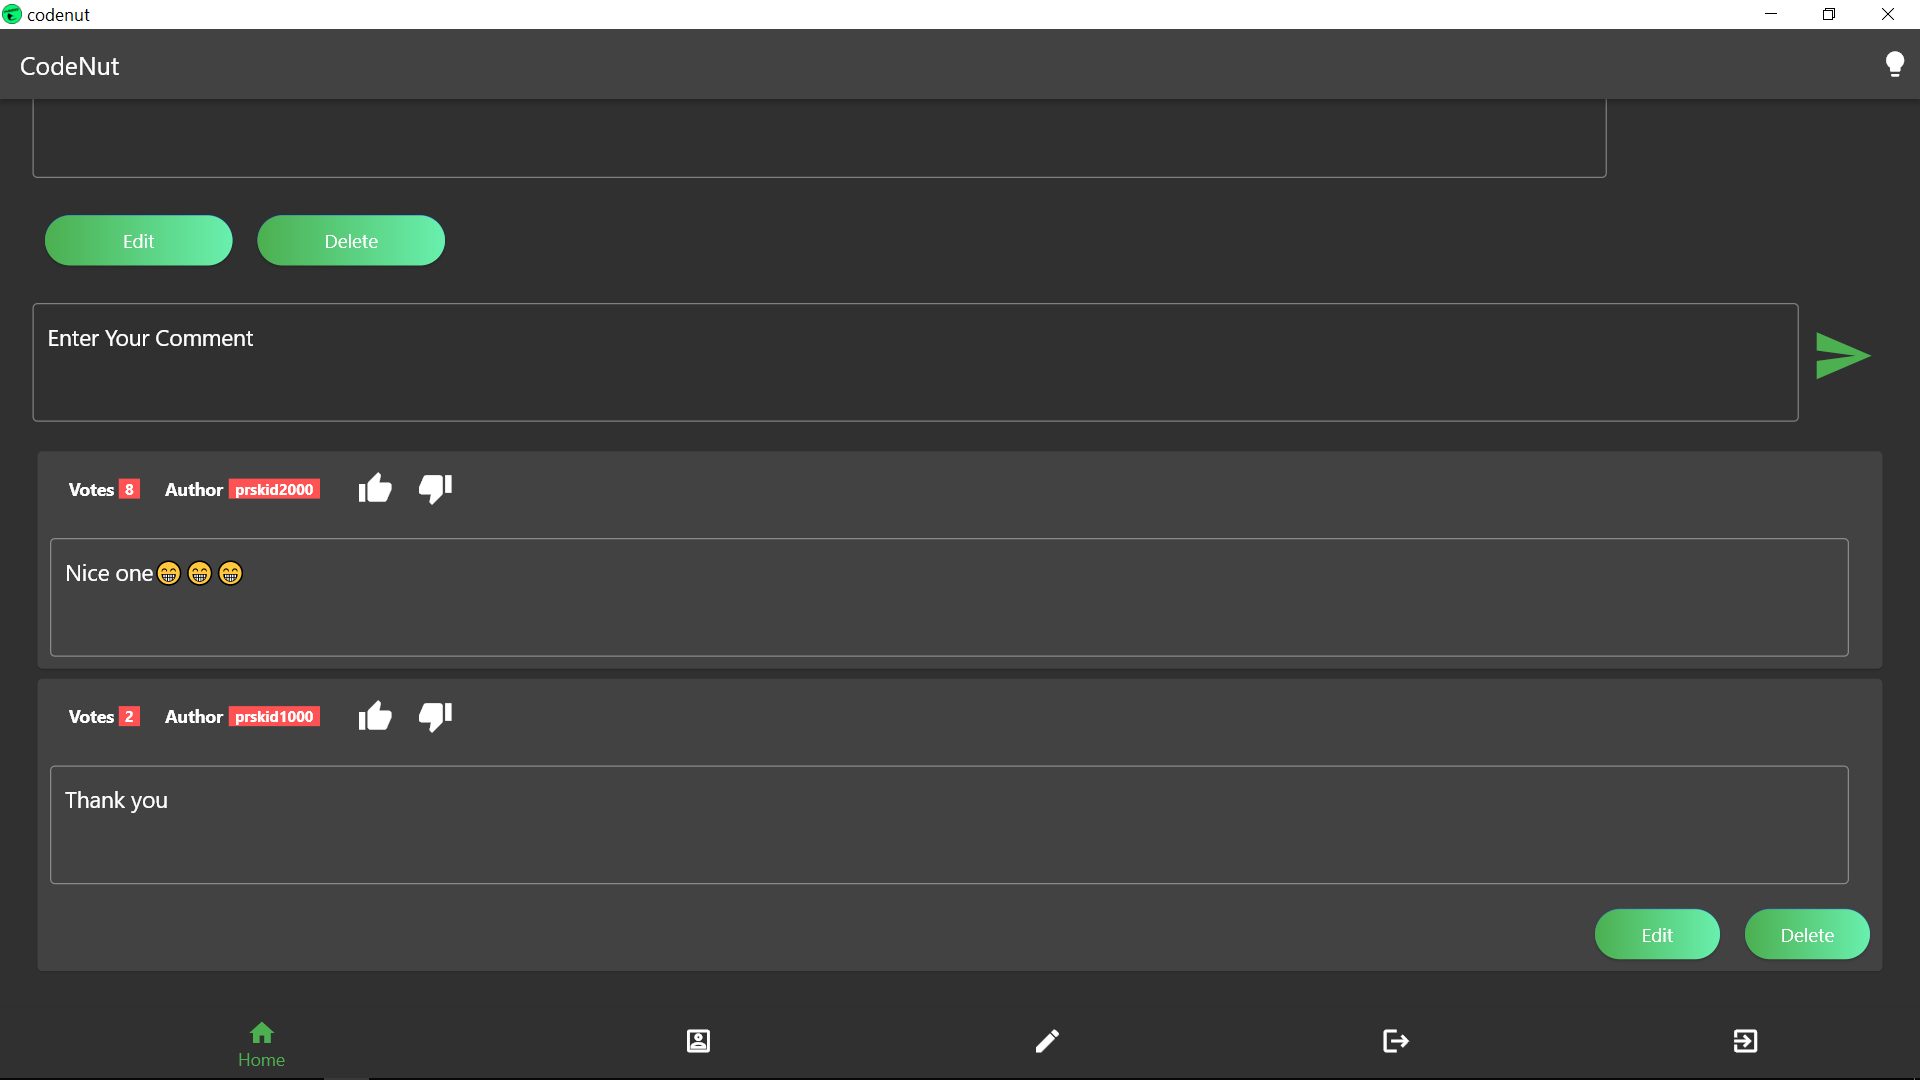 codenut
CodeNut
Edit Delete
Enter Your Comment
Votes 8 Author prskid2000
Nice one😁😁😁
Votes 2 Author prskid1000
Thank you
Edit Delete
Home